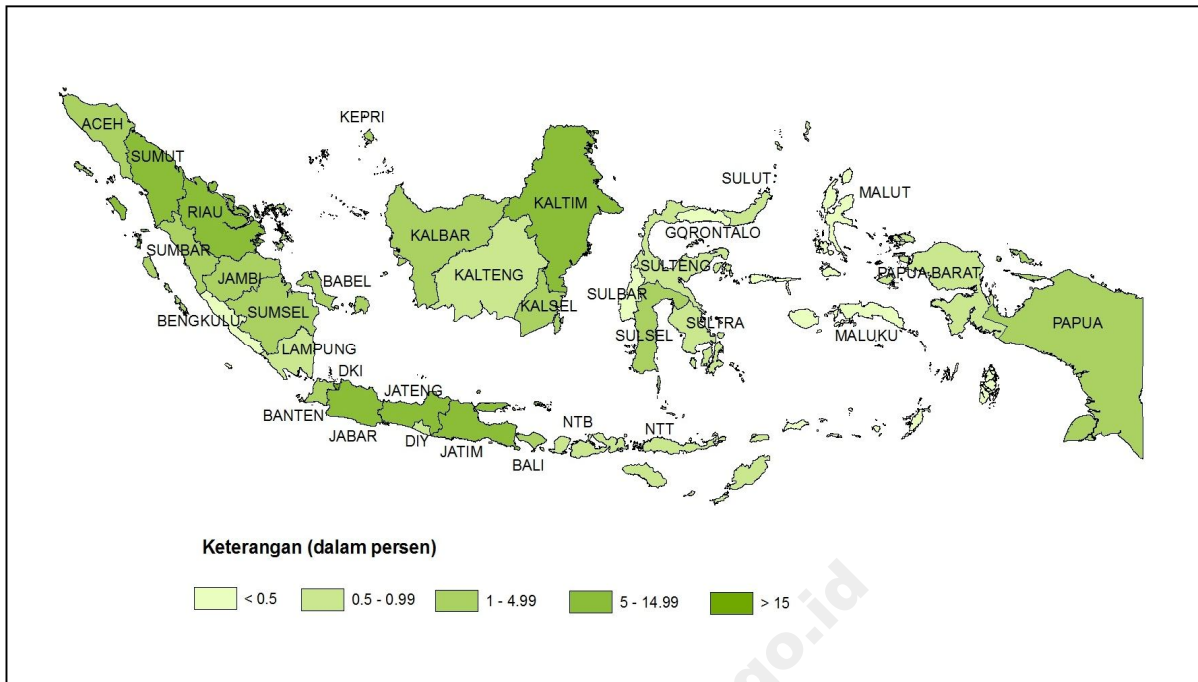 ACEH
KEPRI
SUMUT
SULUT
MALUT
RIAU
KALTIM
KALBAR
GORONTALO
SUMBAR
JAMBI
BABEL
KALTENG
SULTENG
PAPUA BARAT
SULBAR
SUMSEL
KALSEL
BENGKULU
SULSEL
SULTRA
MALUKU
PAPUA
LAMPUNG
DKI
JATENG
BANTEN
JABAR
DIY
JATIM
BALI
NTB
NTT
Keterangan (dalam persen)
< 0.5 0.5 - 0.99 1 - 4.99 5 - 14.99 > 15
go.id